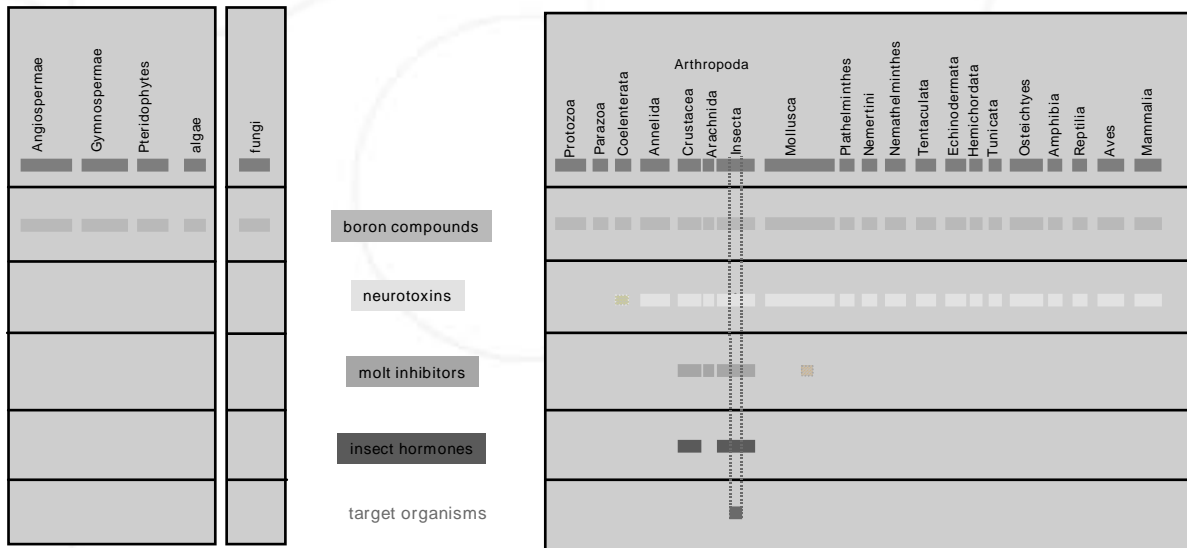 Angiospermae
Gymnospermae
Pteridophytes
algae
fungi
Arthropoda
Protozoa
Parazoa
Coelenterata
Annelida
Crustacea
Arachnida
Insecta
Mollusca
Plathelminthes
Nemertini
Nemathelminthes
Tentaculata
Echinodermata
Hemichordata
Tunicata
Osteichtyes
Amphibia
Reptilia
Aves
Mammalia
boron compounds
neurotoxins
molt inhibitors
insect hormones
target organisms